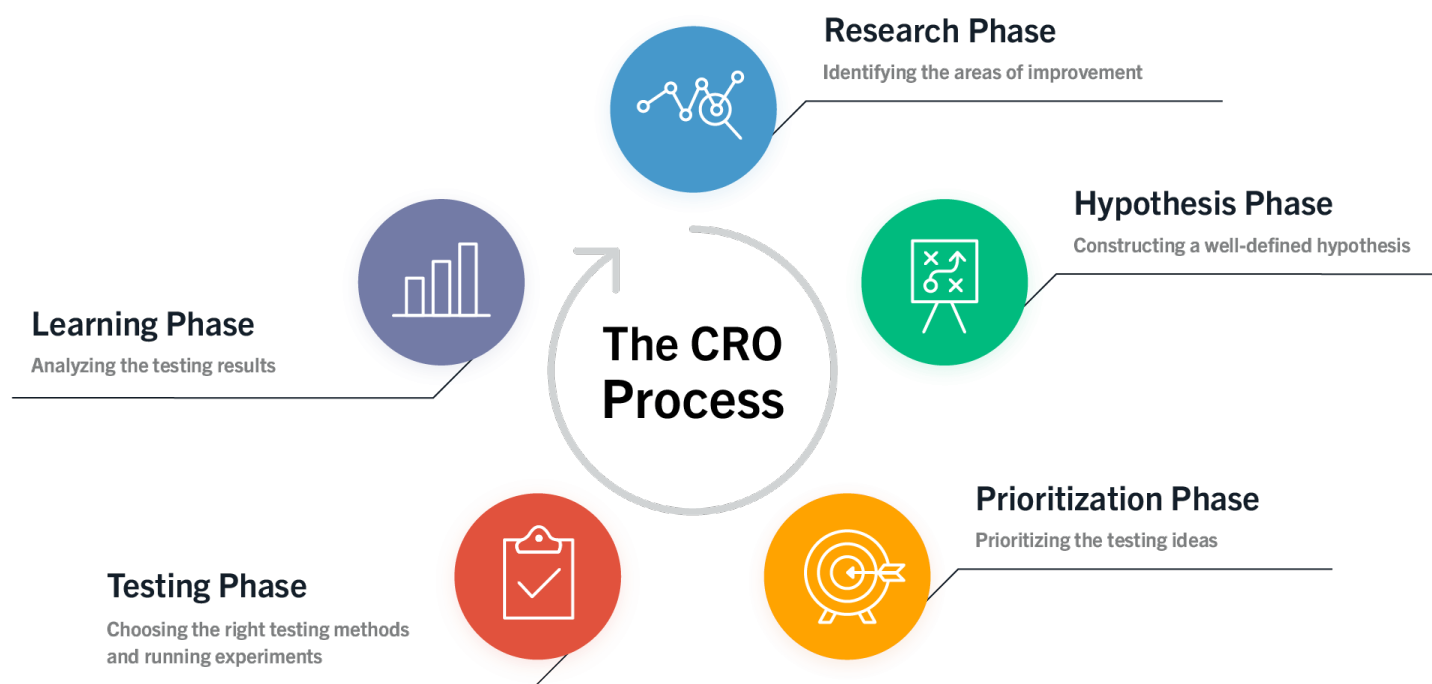 Research Phase
Identifying the areas of improvement
Hypothesis Phase
Constructing a well-defined hypothesis
Learning Phase
Analyzing the testing results
The CRO
Process
Prioritization Phase
Prioritizing the testing ideas
Testing Phase
Choosing the right testing methods
and running experiments